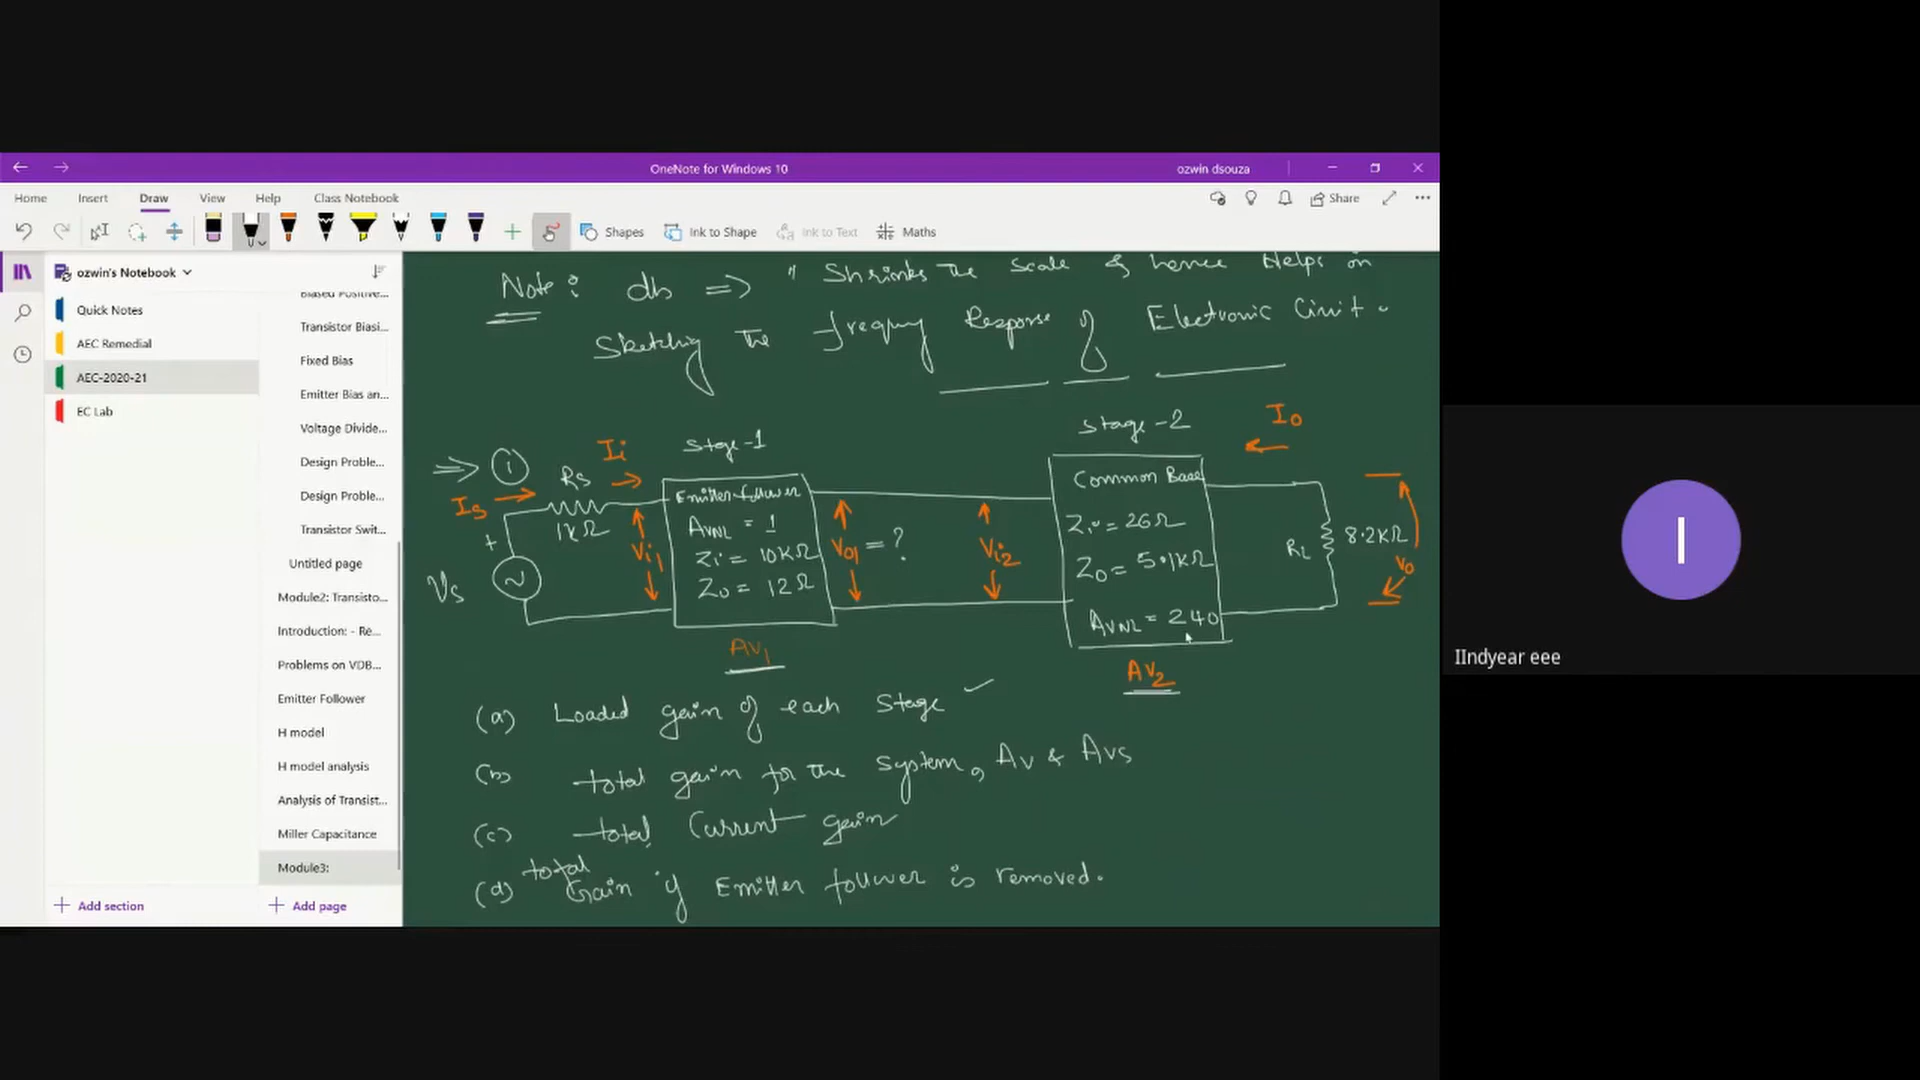 OneNote for Windows 10
ozwin dsouza
Home Insert Draw View Help Class Notebook
Share
Shapes Ink to Shape Ink to Text Maths
ozwin's Notebook
Quick Notes
AEC Remedial
AEC-2020-21
EC Lab
Add section
Biased Positive...
Transistor Biasi...
Fixed Bias
Emitter Bias an...
Voltage Divide...
Design Proble...
Design Proble...
Transistor Swit...
Untitled page
Module2: Transisto...
Introduction: - Re...
Problems on VDB...
Emitter Follower
H model
H model analysis
Analysis of Transist...
Miller Capacitance
Module3:
Add page
Note: db => " Shrinks the Scale & hence Helps in
Sketching the frequency Response of Electronic Circuit.
=> 1
Is
Rs
1kΩ
Ii
+
Vs
Vi1
Stage-1
Emitter-follower
AVNL = 1
Zi = 10kΩ
Zo = 12Ω
AV1
Vo1 = ?
Vi2
Stage-2
Common Base
Zi = 26Ω
Zo = 5.1kΩ
AVNL = 240
AV2
Io
RL
8.2kΩ
Vo
(a) Loaded gain of each Stage ✓
(b) total gain for the system, Av & Avs
(c) total Current gain
(d) total Gain if Emitter follower is removed.
I
IIndyear eee